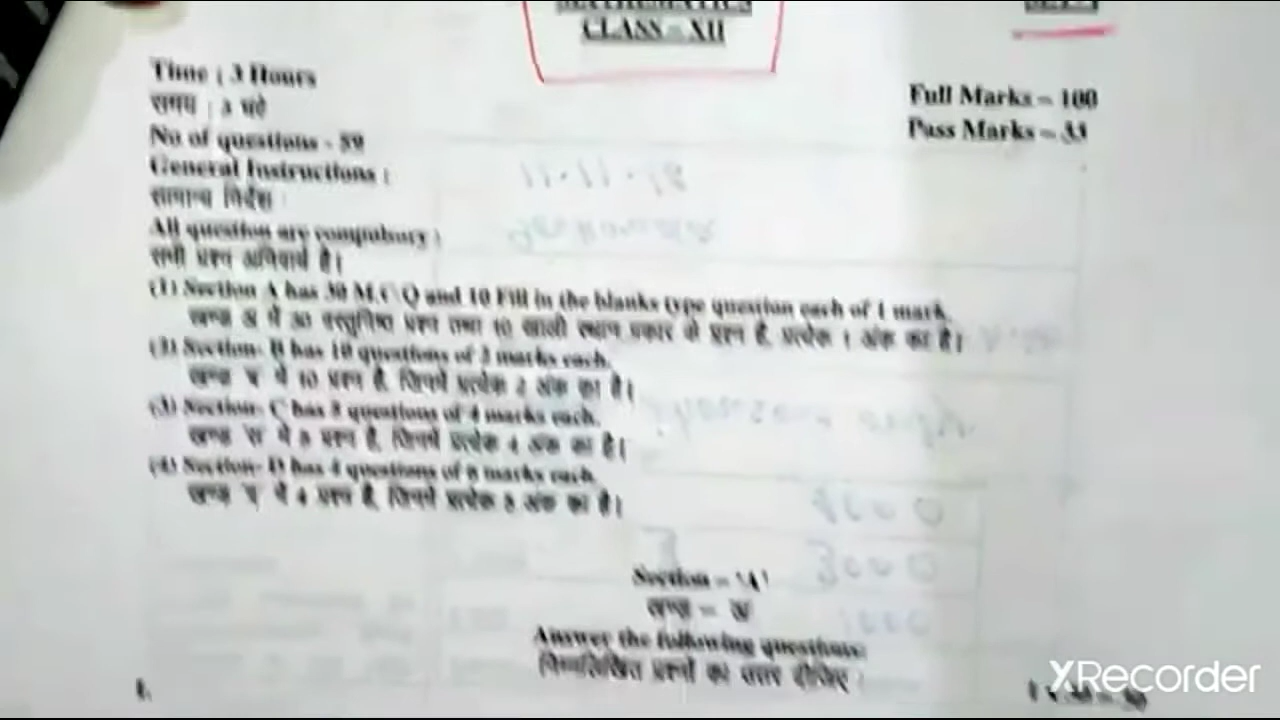 MATHEMATICS
CLASS - XII
Time : 3 Hours
समय : 3 घंटे
Full Marks - 100
Pass Marks - 33
No of questions - 59
General Instructions :
सामान्य निर्देश :
All question are compulsory :
सभी प्रश्न अनिवार्य है।
(1) Section A has 30 M.C.Q and 10 Fill in the blanks type question each of 1 mark.
खण्ड अ में 30 वस्तुनिष्ठ प्रश्न तथा 10 खाली स्थान प्रकार के प्रश्न हैं, प्रत्येक 1 अंक का है।
(2) Section- B has 10 questions of 2 marks each.
खण्ड 'ब' में 10 प्रश्न है, जिनमें प्रत्येक 2 अंक का है।
(3) Section- C has 5 questions of 4 marks each.
खण्ड 'स' में 5 प्रश्न है, जिनमें प्रत्येक 4 अंक का है।
(4) Section- D has 4 questions of 5 marks each.
खण्ड 'द' में 4 प्रश्न है, जिनमें प्रत्येक 5 अंक का है।
Section - 'A'
खण्ड - अ
Answer the following questions:
निम्नलिखित प्रश्नों का उत्तर दीजिए :
1.
XRecorder